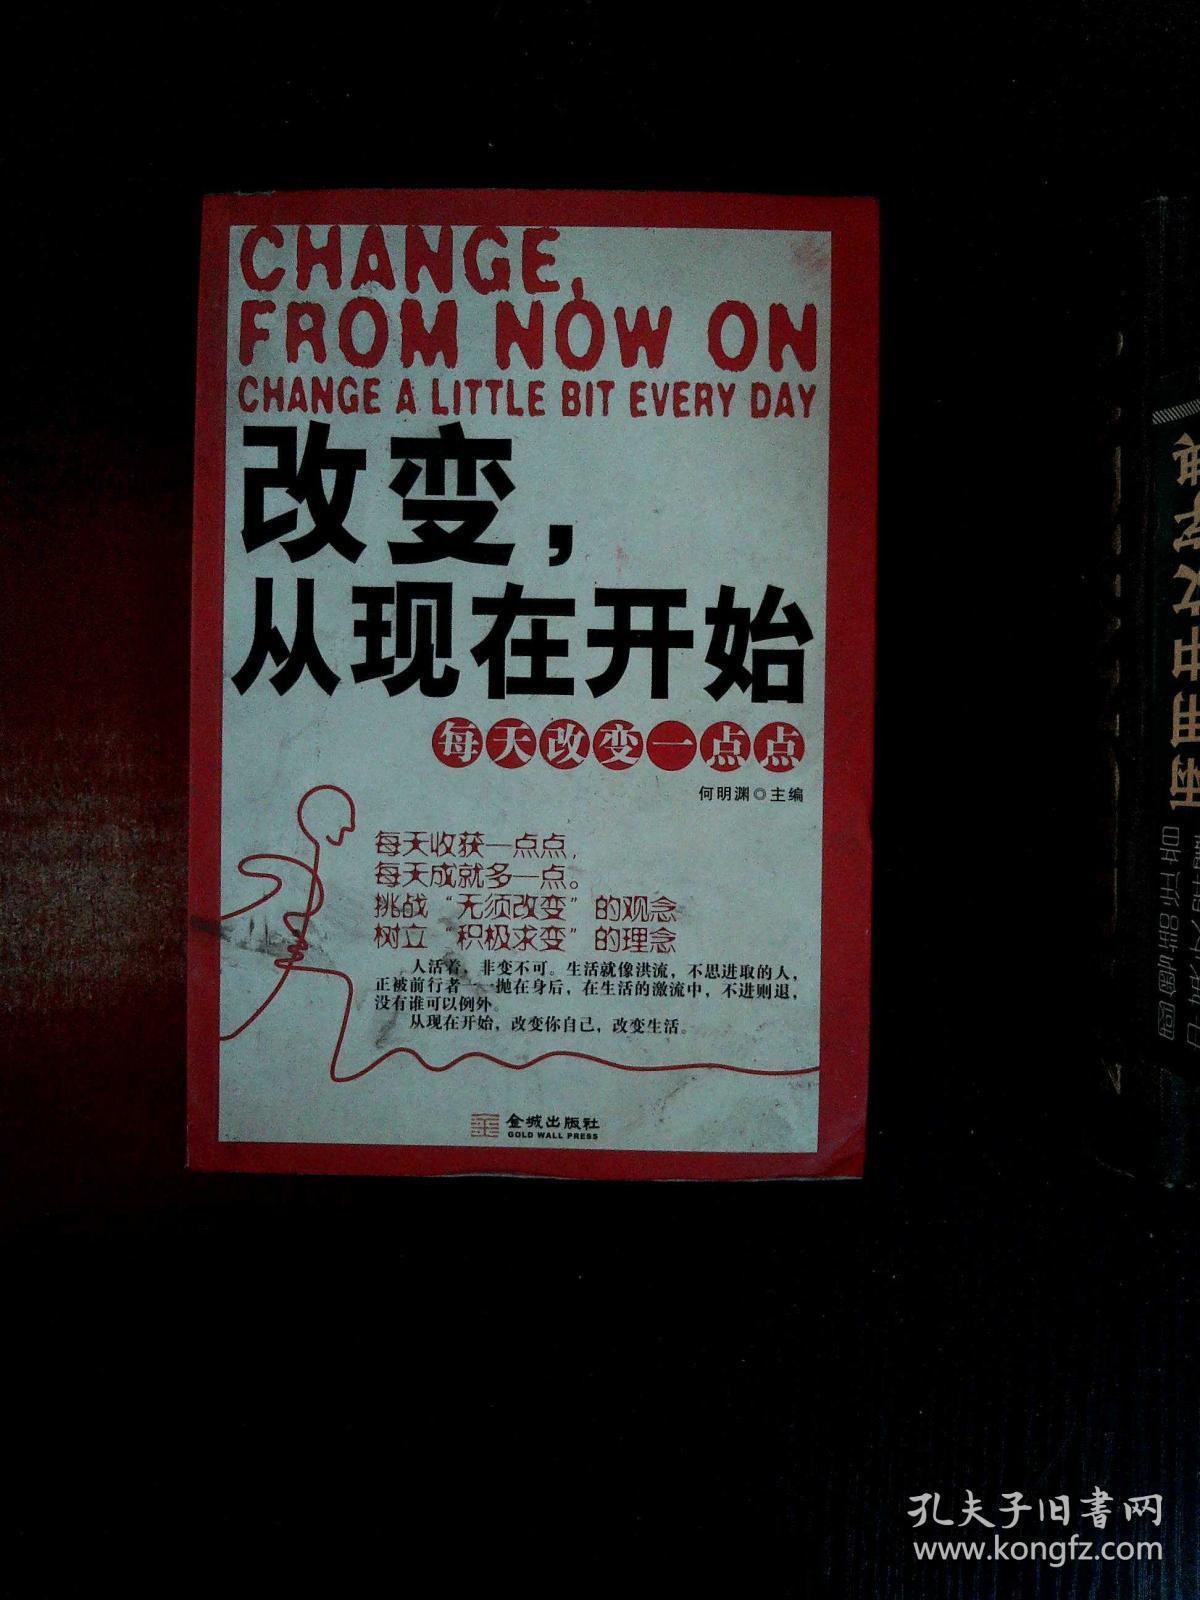 CHANGE,
FROM NOW ON
CHANGE A LITTLE BIT EVERY DAY
改变，
从现在开始
每天改变一点点
何明渊◎主编
每天收获一点点，
每天成就多一点。
挑战“无须改变”的观念
树立“积极求变”的理念
人活着，非变不可。生活就像洪流，不思进取的人，
正被前行者一一抛在身后，在生活的激流中，不进则退，
没有谁可以例外。
从现在开始，改变你自己，改变生活。
金城出版社
GOLD WALL PRESS
孔夫子旧书网
www.kongfz.com